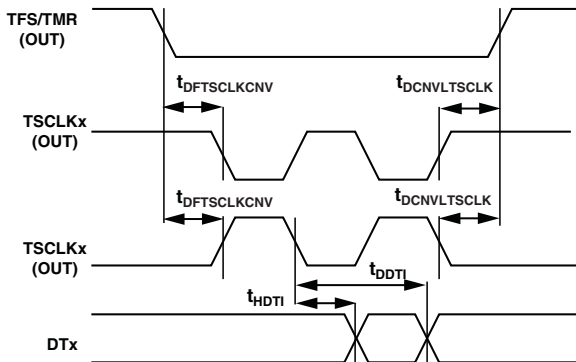 TFS/TMR
(OUT)
tDFTSCLKCNV
tDCNVLTSCLK
TSCLKx
(OUT)
tDFTSCLKCNV
tDCNVLTSCLK
TSCLKx
(OUT)
tDDTI
tHDTI
DTx